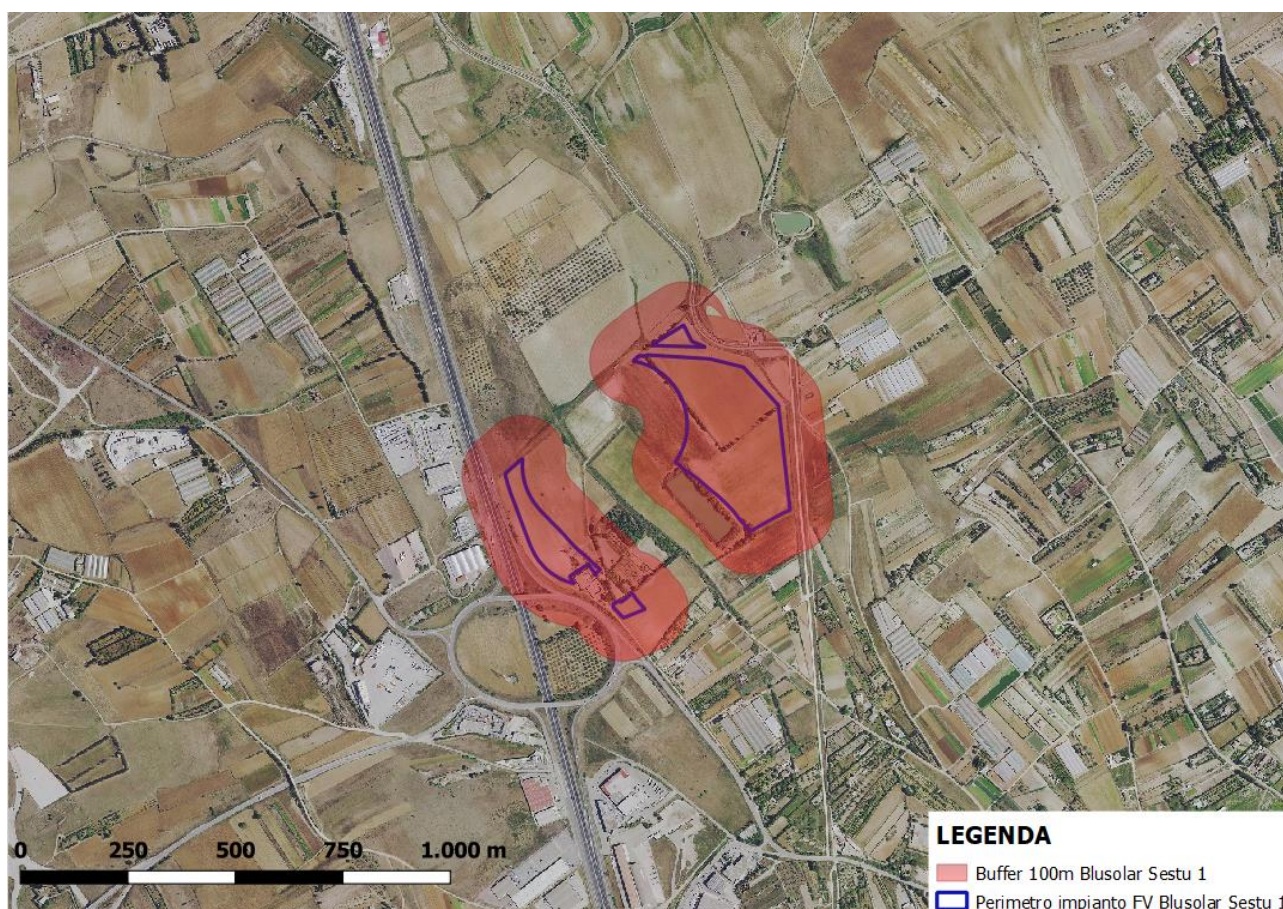 0 250 500 750 1.000 m
LEGENDA
Buffer 100m Blusolar Sestu 1
Perimetro impianto FV Blusolar Sestu 1